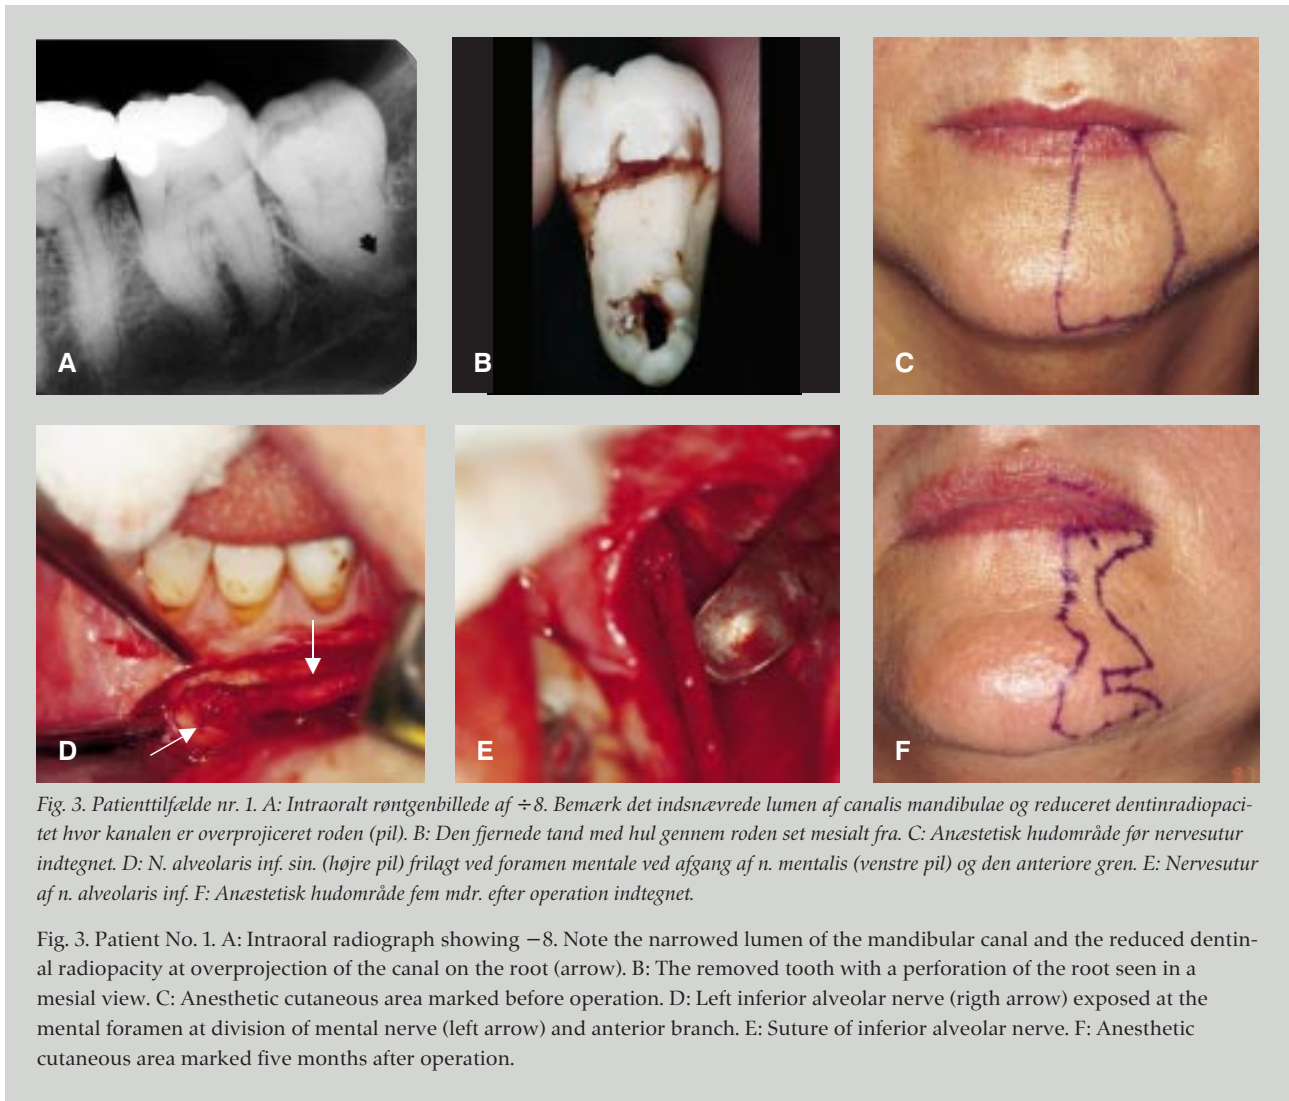 A
B
C
D
E
F
Fig. 3. Patienttilfælde nr. 1. A: Intraoralt røntgenbillede af ÷8. Bemærk det indsnævrede lumen af canalis mandibulae og reduceret dentinradiopaci-
tet hvor kanalen er overprojiceret roden (pil). B: Den fjernede tand med hul gennem roden set mesialt fra. C: Anæstetisk hudområde før nervesutur
indtegnet. D: N. alveolaris inf. sin. (højre pil) frilagt ved foramen mentale ved afgang af n. mentalis (venstre pil) og den anteriore gren. E: Nervesutur
af n. alveolaris inf. F: Anæstetisk hudområde fem mdr. efter operation indtegnet.
Fig. 3. Patient No. 1. A: Intraoral radiograph showing −8. Note the narrowed lumen of the mandibular canal and the reduced dentin-
al radiopacity at overprojection of the canal on the root (arrow). B: The removed tooth with a perforation of the root seen in a
mesial view. C: Anesthetic cutaneous area marked before operation. D: Left inferior alveolar nerve (rigth arrow) exposed at the
mental foramen at division of mental nerve (left arrow) and anterior branch. E: Suture of inferior alveolar nerve. F: Anesthetic
cutaneous area marked five months after operation.